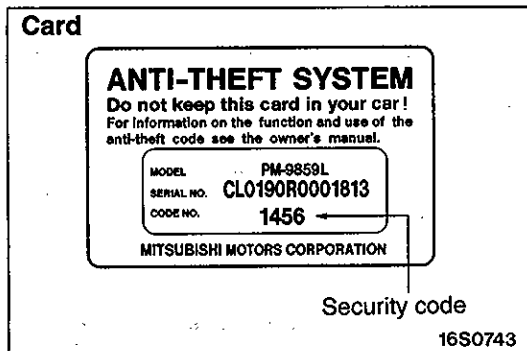 Card
ANTI-THEFT SYSTEM
Do not keep this card in your car!
For information on the function and use of the
anti-theft code see the owner's manual.
MODEL PM-9859L
SERIAL NO. CL0190R0001813
CODE NO. 1456
MITSUBISHI MOTORS CORPORATION
Security code
16S0743